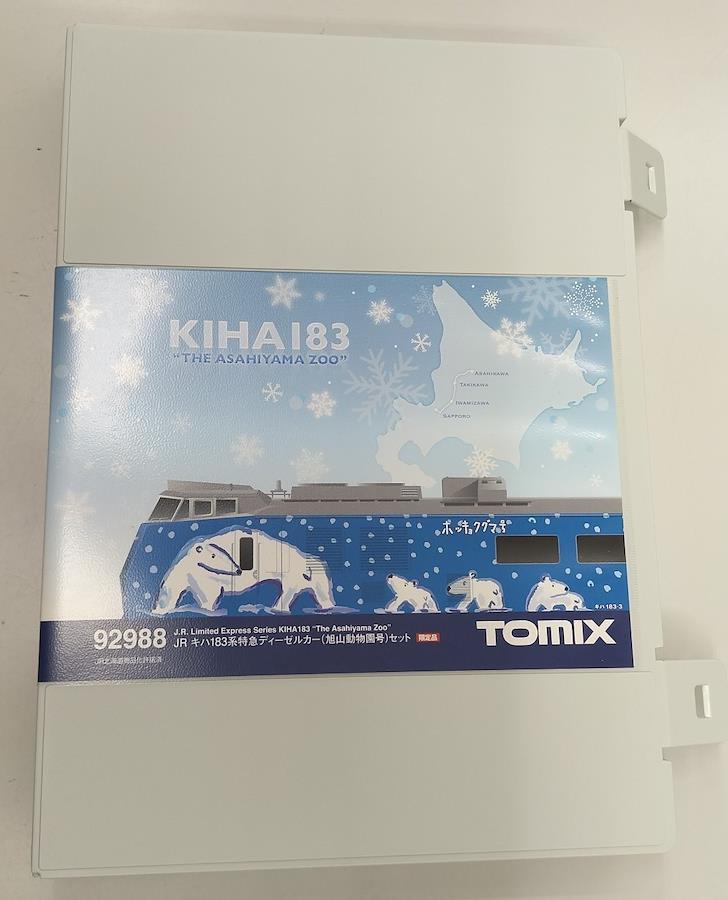 KIHA183
"THE ASAHIYAMA ZOO"
ASAHIKAWA
TAKIKAWA
IWAMIZAWA
SAPPORO
ホッキョクグマ号
キハ183-3
92988
J.R. Limited Express Series KIHA183 "The Asahiyama Zoo"
JR キハ183系特急ディーゼルカー(旭山動物園号)セット 限定品
JR北海道商品化許諾済
TOMIX